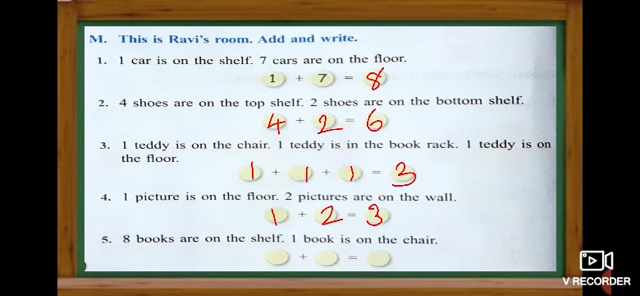 M. This is Ravi's room. Add and write.
1. 1 car is on the shelf. 7 cars are on the floor.
1 + 7 = 8
2. 4 shoes are on the top shelf. 2 shoes are on the bottom shelf.
4 + 2 = 6
3. 1 teddy is on the chair. 1 teddy is in the book rack. 1 teddy is on
the floor.
1 + 1 + 1 = 3
4. 1 picture is on the floor. 2 pictures are on the wall.
1 + 2 = 3
5. 8 books are on the shelf. 1 book is on the chair.
+ =
V RECORDER